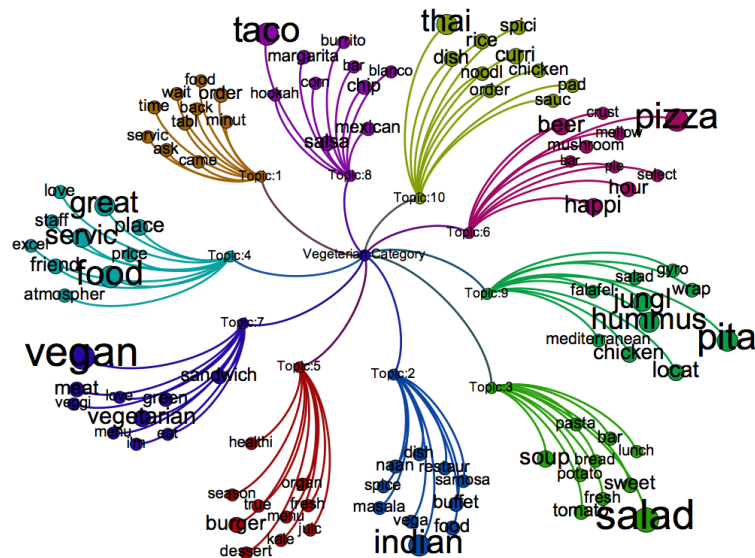 taco
burrito
margarita
bar
blanco
corn
chip
hookah
mexican
salsa
Topic:8
thai
spici
rice
dish
curri
noodl
chicken
order
pad
sauc
Topic:10
food
wait
order
time
back
tabl
minut
servic
ask
came
Topic:1
crust
pizza
beer
mellow
mushroom
bar
pie
select
hour
happi
Topic:6
love
great
staff
place
servic
excel
price
friend
food
atmospher
Topic:4
Vegeterian Category
gyro
salad
falafel
wrap
jungl
hummus
pita
mediterranean
chicken
locat
Topic:9
Topic:7
vegan
sandwich
meat
love
green
veggi
vegetarian
menu
eat
im
Topic:5
healthi
season
organ
true
fresh
burger
menu
juic
kale
dessert
Topic:2
dish
naan
restaur
samosa
spice
masala
buffet
vega
food
indian
Topic:3
pasta
bar
lunch
soup
bread
potato
sweet
fresh
tomato
salad